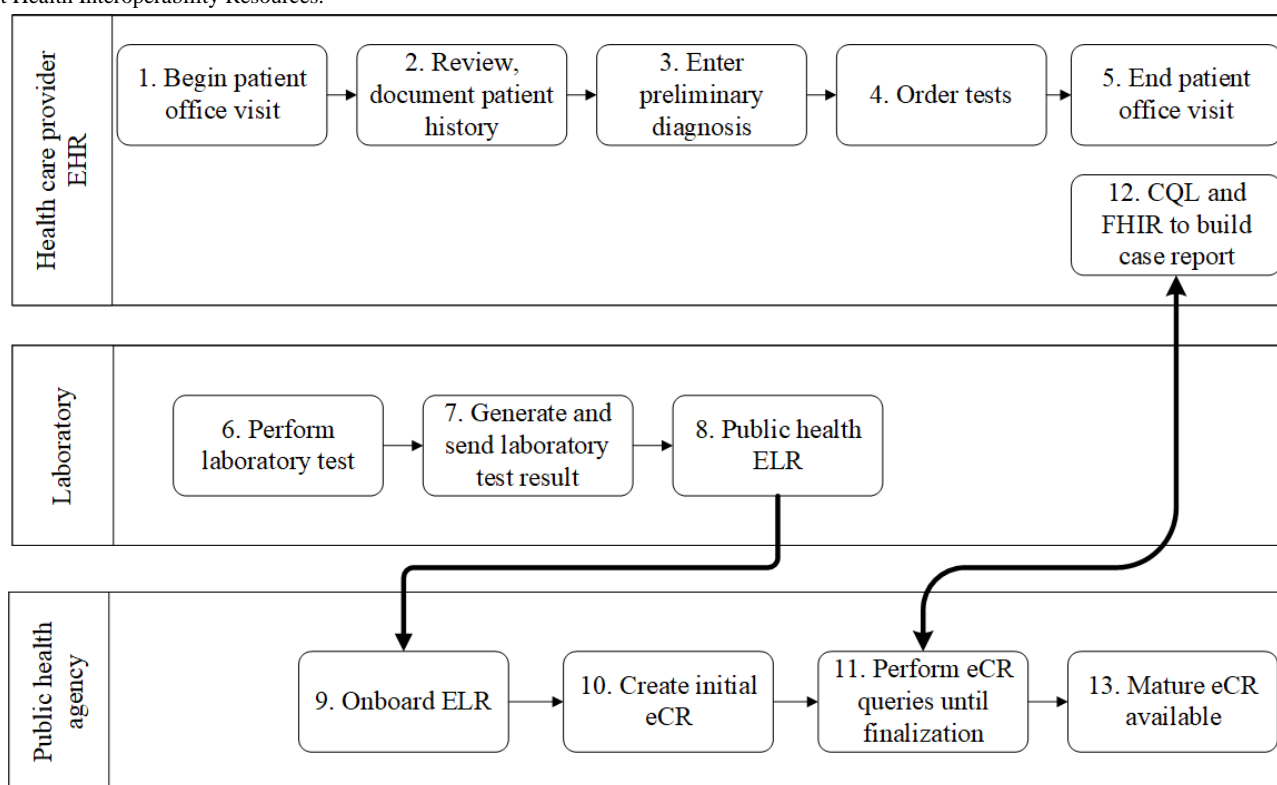 t Health Interoperability Resources.
Health care provider
EHR
1. Begin patient
office visit
2. Review,
document patient
history
3. Enter
preliminary
diagnosis
4. Order tests
5. End patient
office visit
12. CQL and
FHIR to build
case report
Laboratory
6. Perform
laboratory test
7. Generate and
send laboratory
test result
8. Public health
ELR
Public health
agency
9. Onboard ELR
10. Create initial
eCR
11. Perform eCR
queries until
finalization
13. Mature eCR
available